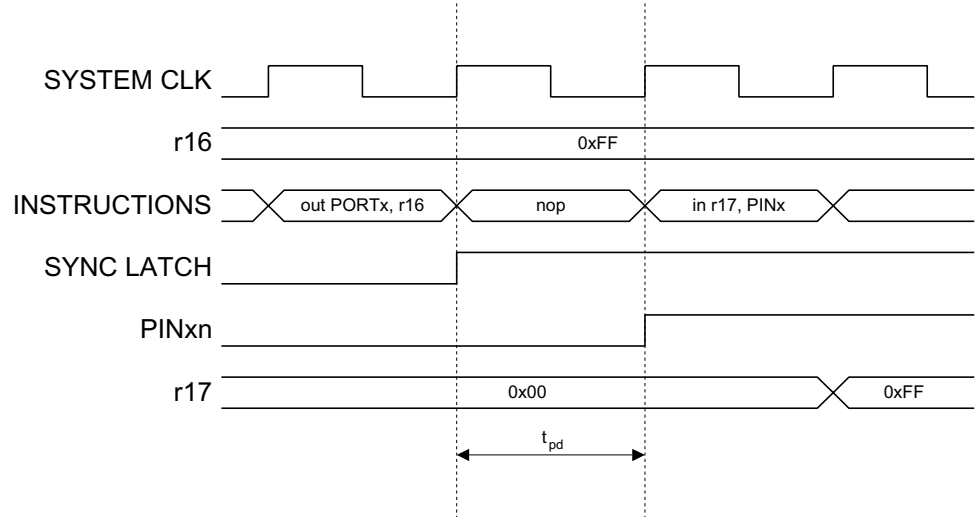 SYSTEM CLK
r16
0xFF
INSTRUCTIONS
out PORTx, r16
nop
in r17, PINx
SYNC LATCH
PINxn
r17
0x00
0xFF
tpd